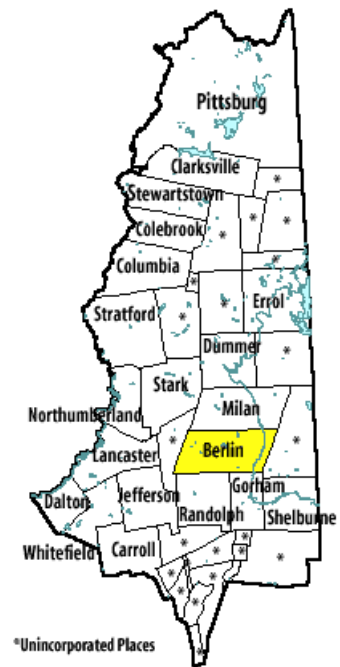 Pittsburg
Clarksville
*
Stewartstown
*
*
Colebrook
*
*
Columbia
*
*
*
Errol
Stratford
*
Dummer
*
Stark
Milan
Northumberland
*
*
Lancaster
Berlin
Jefferson
Gorham
Dalton
Randolph
Shelburne
Whitefield
Carroll
*
*
*
*
*
*
*
*
*
*
*Unincorporated Places